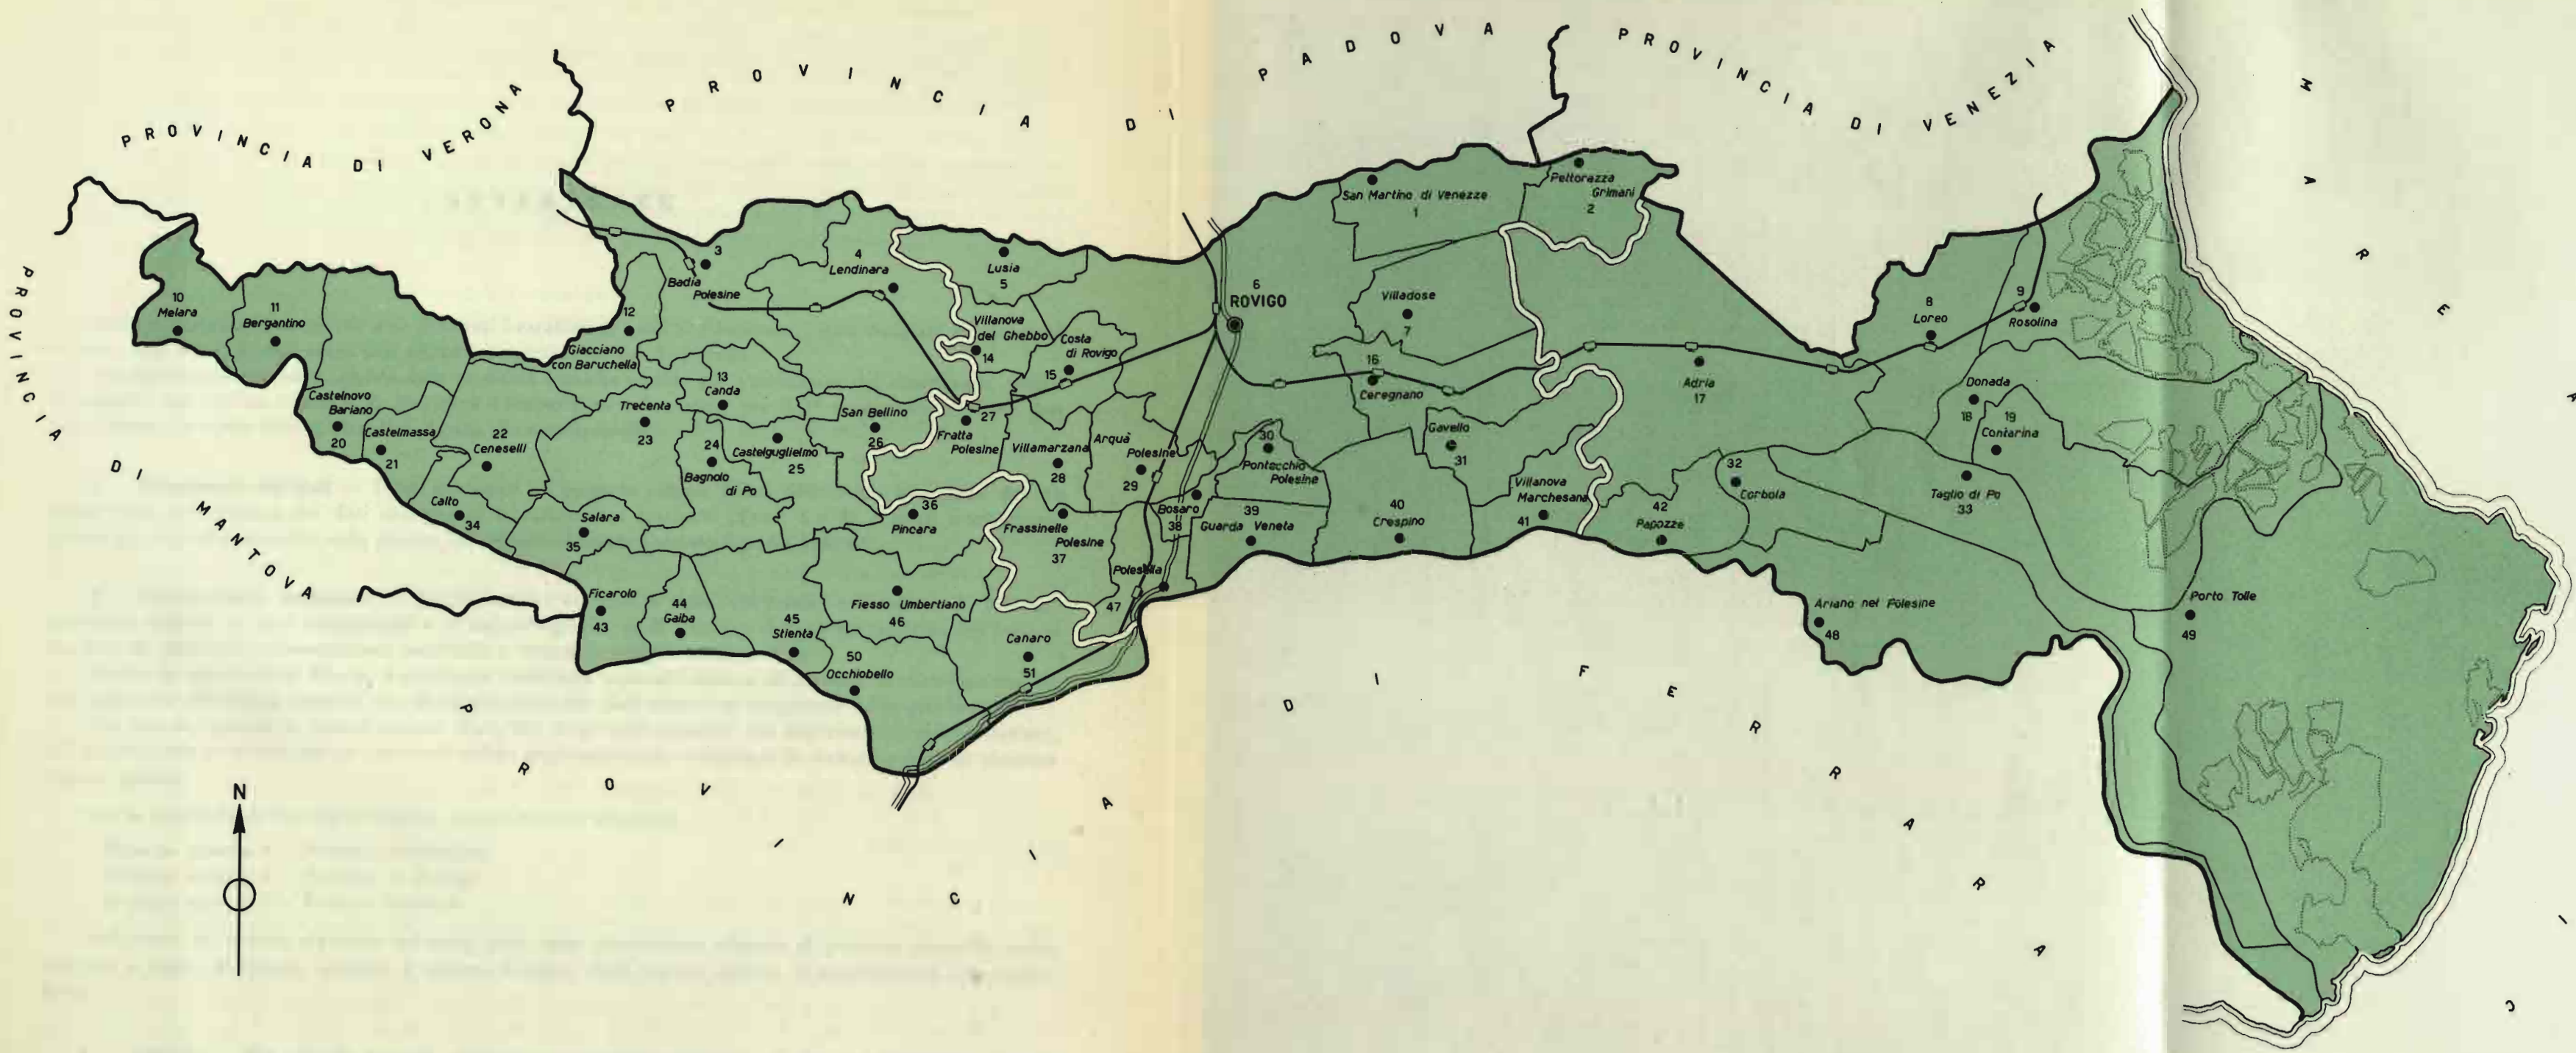 PROVINCIA DI VERONA
PROVINCIA DI PADOVA
PROVINCIA DI VENEZIA
MARE
PROVINCIA DI MANTOVA
PROVINCIA DI FERRARA
N
San Martino di Venezze
1
Pettorazza
Grimani
2
3
Badia
Polesine
4
Lendinara
Lusia
5
6
ROVIGO
Villadose
7
8
Loreo
9
Rosolina
10
Melara
11
Bergantino
12
Giacciano
con Baruchella
13
Canda
Villanova
del Ghebbo
14
Costa
di Rovigo
15
16
Ceregnano
Adria
17
Donada
18
19
Contarina
Castelnovo
Bariano
20
Castelmassa
21
22
Ceneselli
Trecenta
23
24
Bagnolo
di Po
Castelguglielmo
25
San Bellino
26
27
Fratta
Polesine
Villamarzana
28
Arquà
Polesine
29
30
Pontecchio
Polesine
Gavello
31
32
Corbola
Taglio di Po
33
Calto
34
Salara
35
36
Pincara
Frassinelle
Polesine
37
Bosaro
38
39
Guarda Veneta
40
Crespino
Villanova
Marchesana
41
42
Papozze
Ficarolo
43
44
Gaiba
45
Stienta
Fiesso Umbertiano
46
Polesella
47
Ariano nel Polesine
48
Porto Tolle
49
50
Occhiobello
Canaro
51